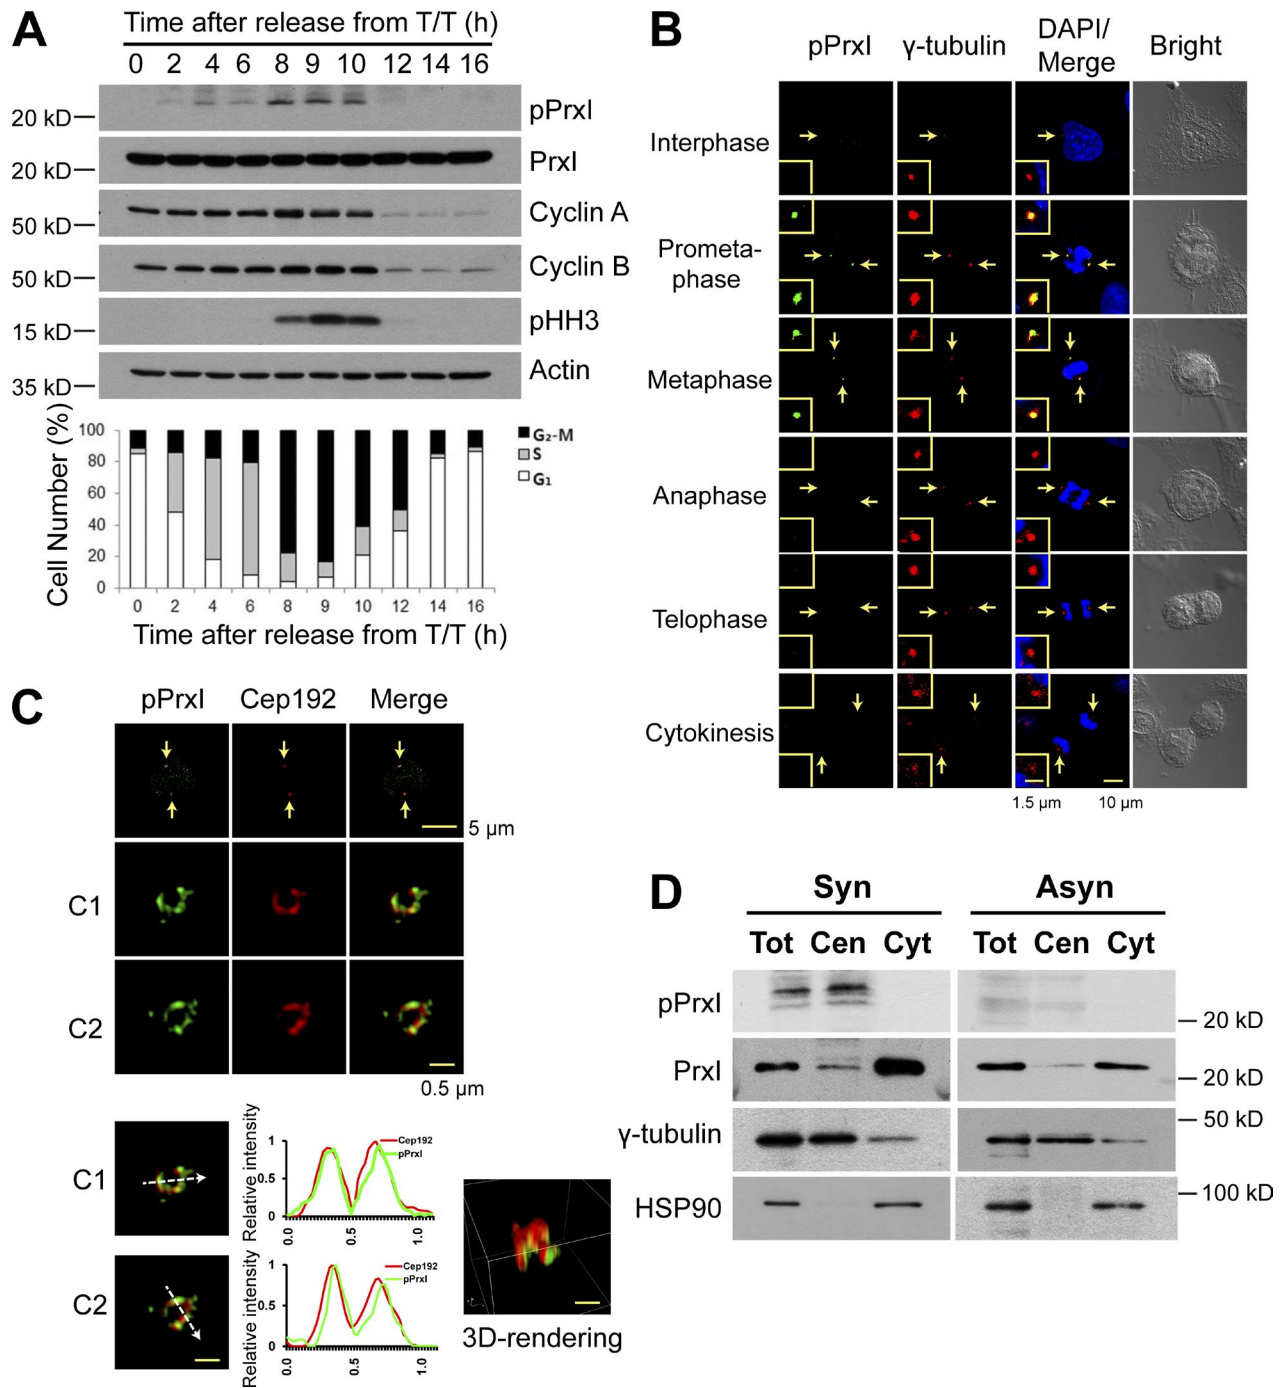 A
Time after release from T/T (h)
0 2 4 6 8 9 10 12 14 16
20 kD
pPrxI
20 kD
PrxI
50 kD
Cyclin A
50 kD
Cyclin B
15 kD
pHH3
35 kD
Actin
Cell Number (%)
100
80
60
40
20
0
G₂-M
S
G₁
0 2 4 6 8 9 10 12 14 16
Time after release from T/T (h)
B
pPrxI γ-tubulin DAPI/ Bright
Merge
Interphase
Prometa-
phase
Metaphase
Anaphase
Telophase
Cytokinesis
1.5 µm 10 µm
C
pPrxI Cep192 Merge
5 µm
C1
C2
0.5 µm
C1
Relative intensity
1
0.5
0
Cep192
pPrxI
0.0 0.5 1.0
C2
Relative intensity
1
0.5
0
Cep192
pPrxI
0.0 0.5 1.0
3D-rendering
D
Syn Asyn
Tot Cen Cyt Tot Cen Cyt
pPrxI
20 kD
PrxI
20 kD
γ-tubulin
50 kD
HSP90
100 kD